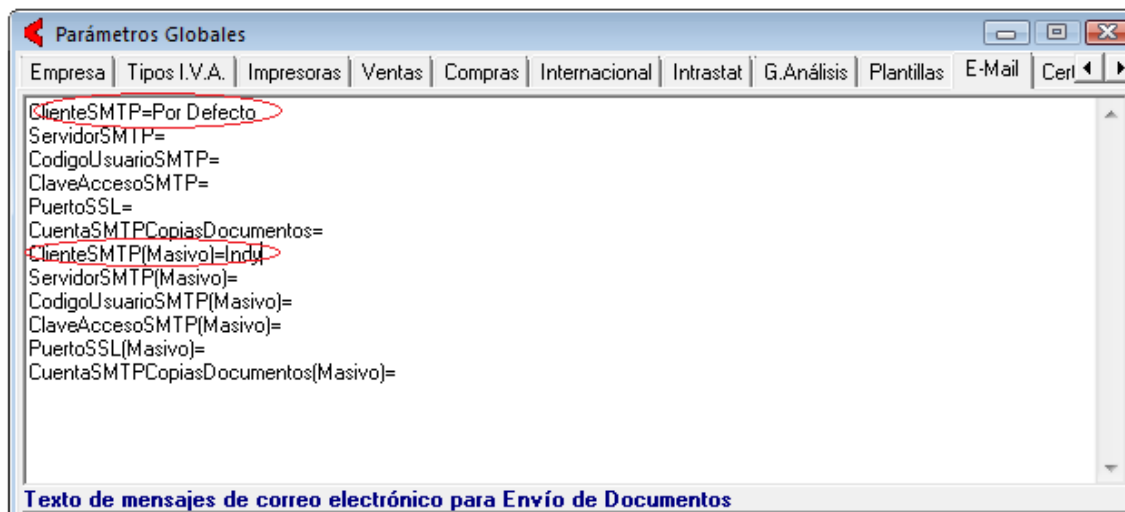 Parámetros Globales
Empresa Tipos I.V.A. Impresoras Ventas Compras Internacional Intrastat G.Análisis Plantillas E-Mail Cert
ClienteSMTP=Por Defecto
ServidorSMTP=
CodigoUsuarioSMTP=
ClaveAccesoSMTP=
PuertoSSL=
CuentaSMTPCopiasDocumentos=
ClienteSMTP(Masivo)=Indy
ServidorSMTP(Masivo)=
CodigoUsuarioSMTP(Masivo)=
ClaveAccesoSMTP(Masivo)=
PuertoSSL(Masivo)=
CuentaSMTPCopiasDocumentos(Masivo)=
Texto de mensajes de correo electrónico para Envío de Documentos